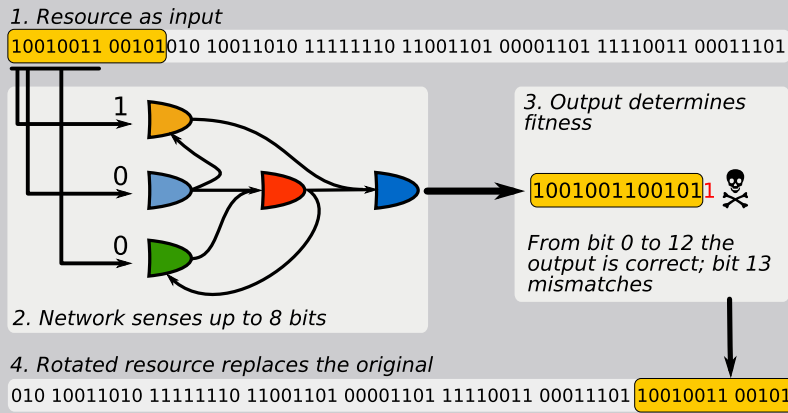 1. Resource as input
10010011 00101010 10011010 11111110 11001101 00001101 11110011 00011101
1
0
0
2. Network senses up to 8 bits
3. Output determines
fitness
10010011001011
From bit 0 to 12 the
output is correct; bit 13
mismatches
4. Rotated resource replaces the original
010 10011010 11111110 11001101 00001101 11110011 00011101 10010011 00101